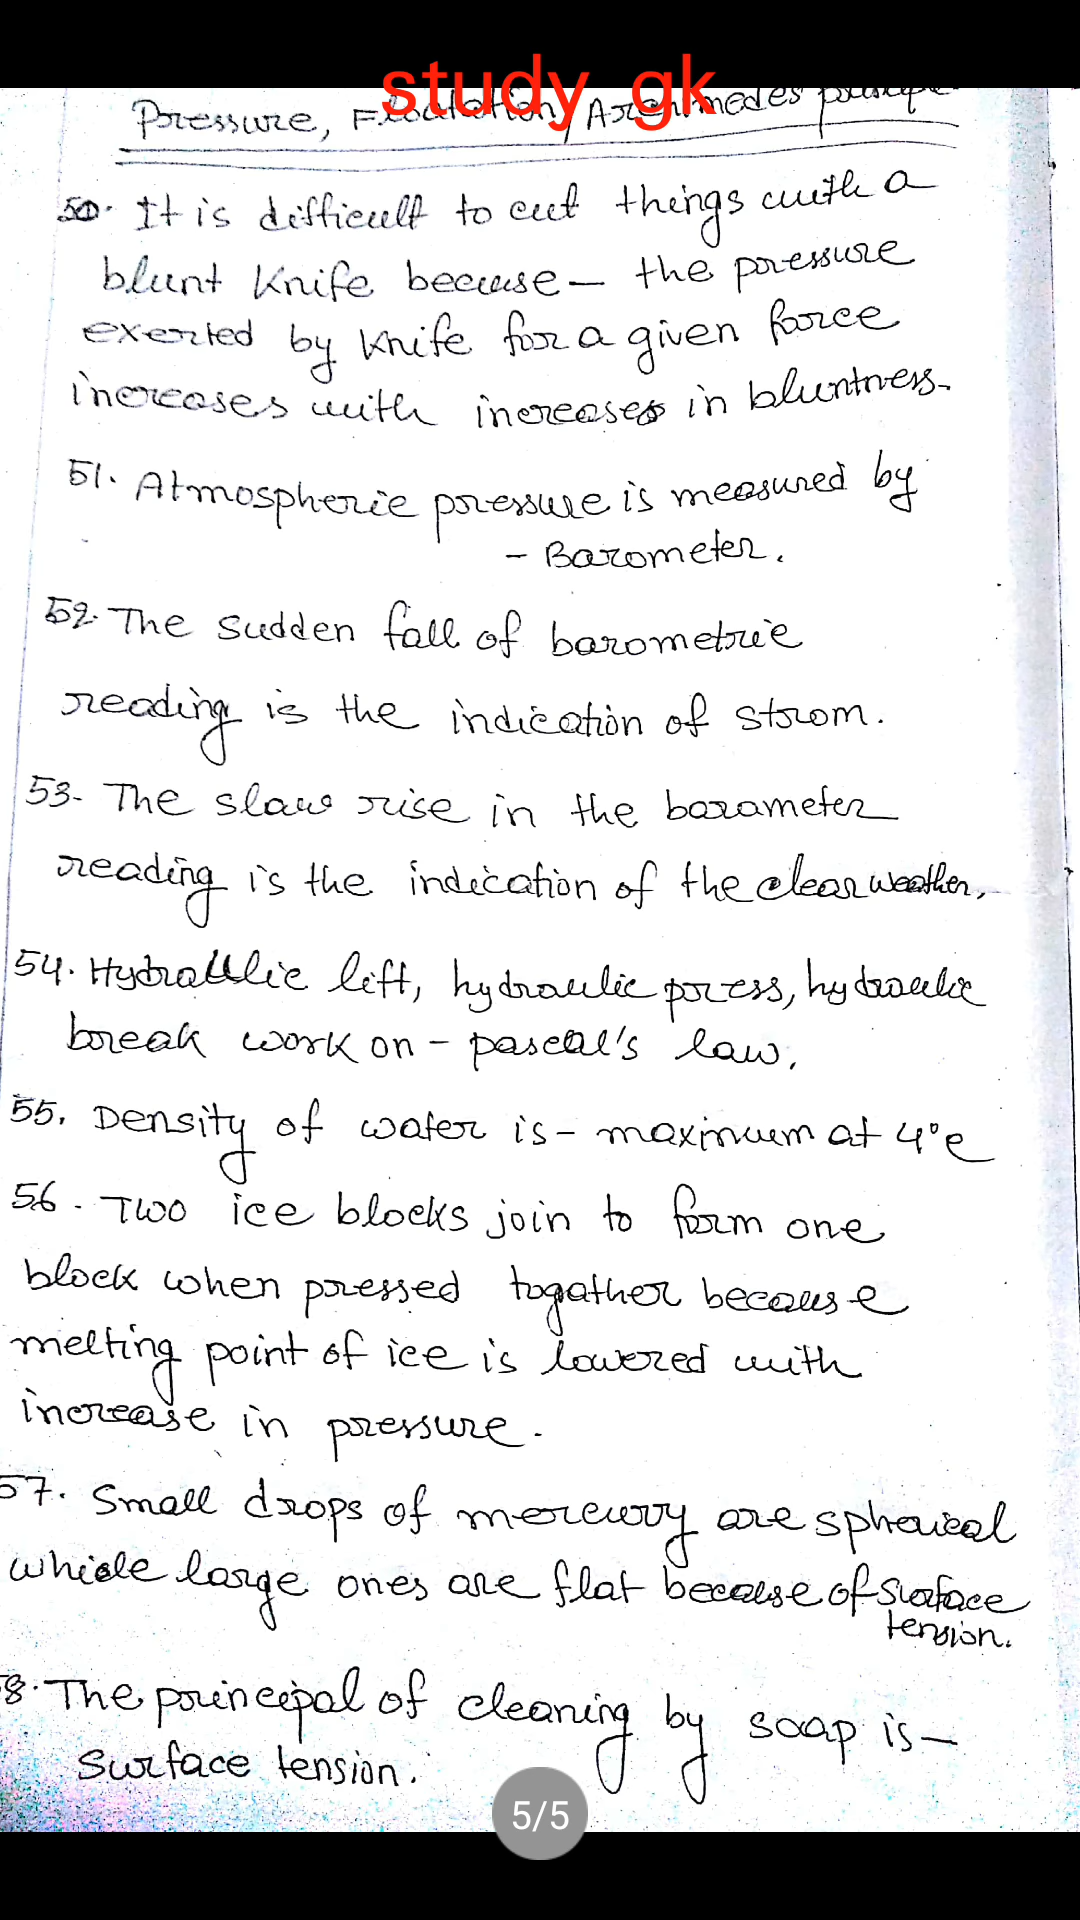 study gk
Pressure, Floatation, Archimedes principle
50. It is difficult to cut things with a
blunt Knife becuse - the pressure
exerted by Knife for a given force
increases with increases in bluntness.
51. Atmospheric pressure is measured by
- Barometer.
52. The sudden fall of barometric
reading is the indication of strom.
53. The slaw rise in the barameter
reading is the indication of the clear weather.
54. Hydraulic lift, hydraulic press, hydraulic
break work on - pascal's law.
55. Density of water is - maximum at 4°c
56. Two ice blocks join to form one
block when pressed togather because
melting point of ice is lowered with
increase in pressure.
57. Small drops of mercury are spherical
while large ones are flat because of surface
tension.
8. The principal of cleaning by soap is -
surface tension.
5/5